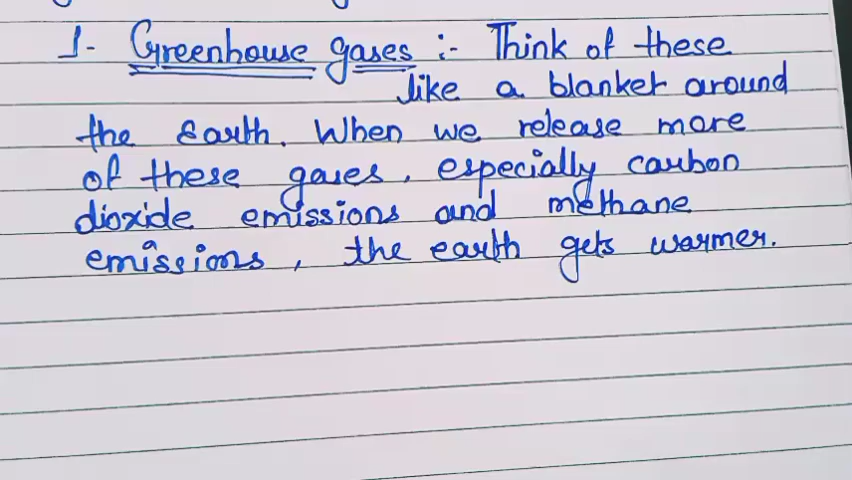 1- Greenhouse gases :- Think of these
like a blanket around
the Earth. When we release more
of these gases, especially carbon
dioxide emissions and methane
emissions, the earth gets warmer.